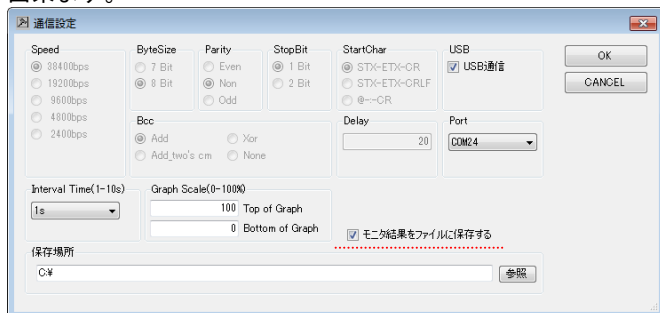 通信設定
Speed
38400bps
19200bps
9600bps
4800bps
2400bps
ByteSize
7 Bit
8 Bit
Parity
Even
Non
Odd
StopBit
1 Bit
2 Bit
StartChar
STX-ETX-CR
STX-ETX-CRLF
@-:-CR
USB
USB通信
OK
CANCEL
Bcc
Add
Xor
Add_two's cm
None
Delay
20
Port
COM24
Interval Time(1-10s)
1s
Graph Scale(0-100%)
100 Top of Graph
0 Bottom of Graph
モニタ結果をファイルに保存する
保存場所
C:¥
参照